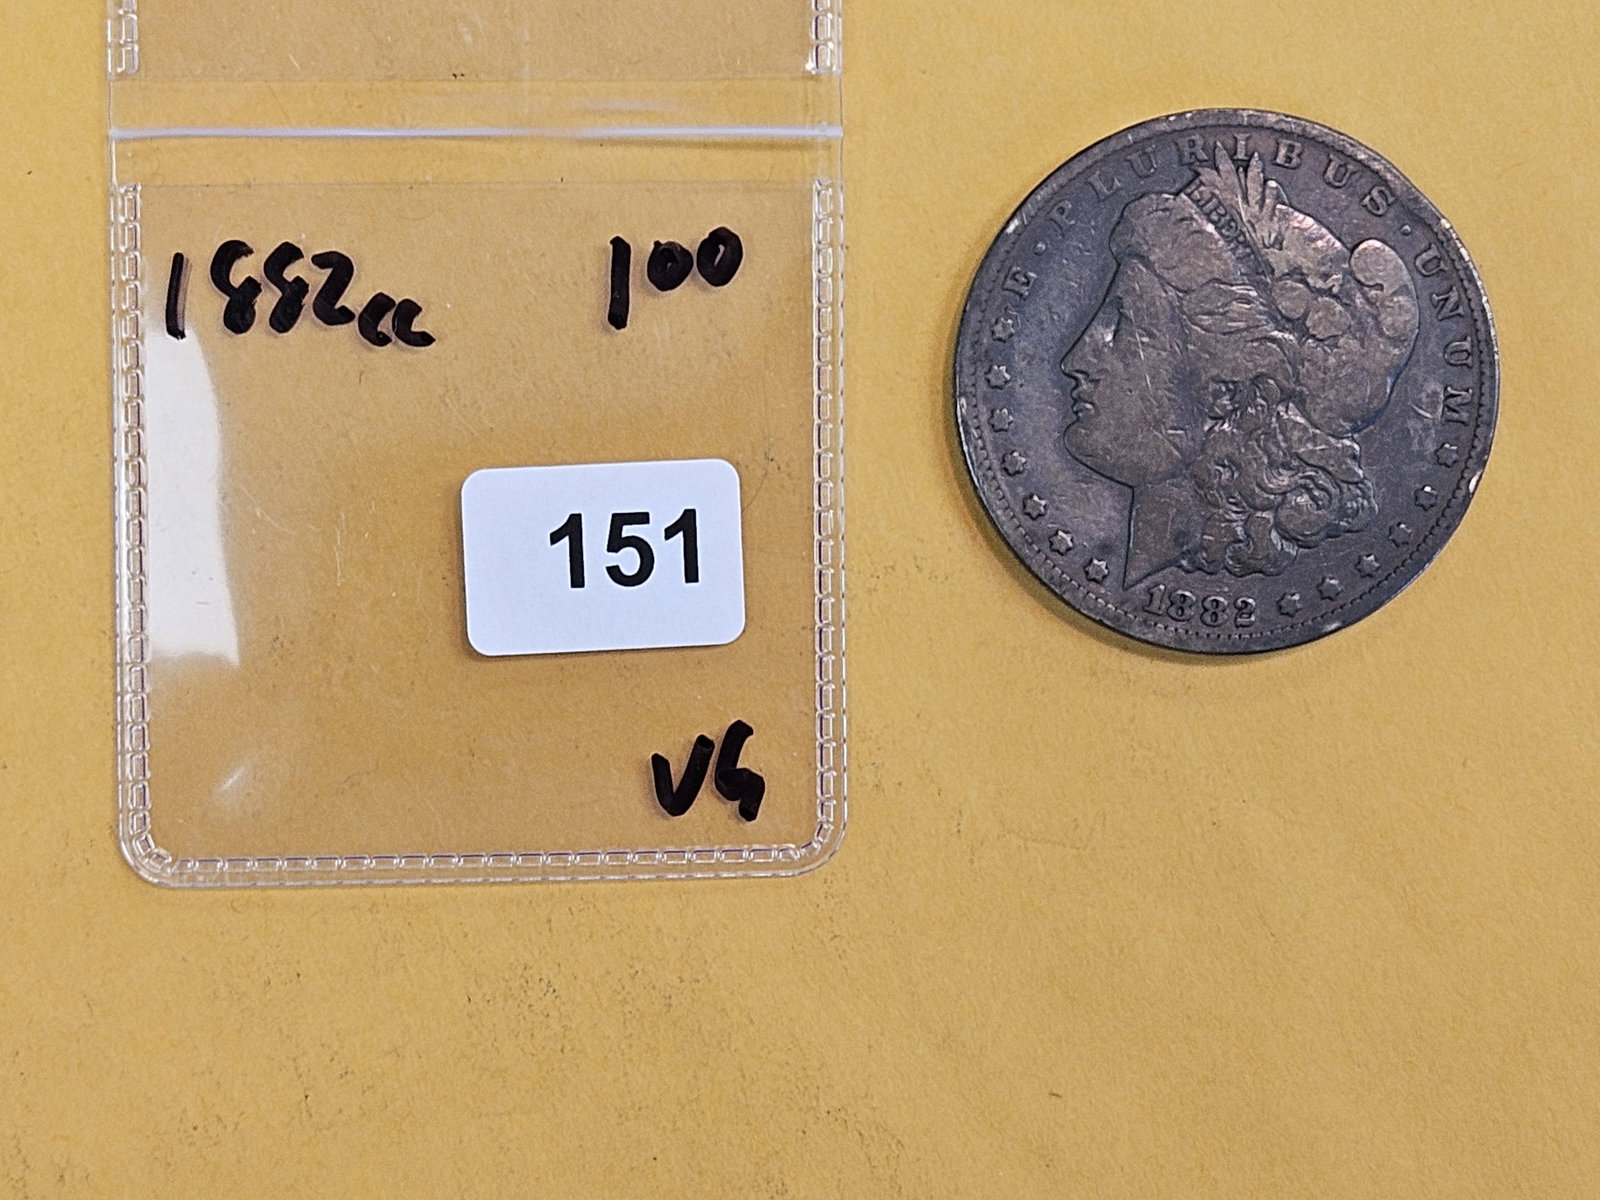 1882cc 100
151
VG
E · PLURIBUS · UNUM
LIBERTY
1882